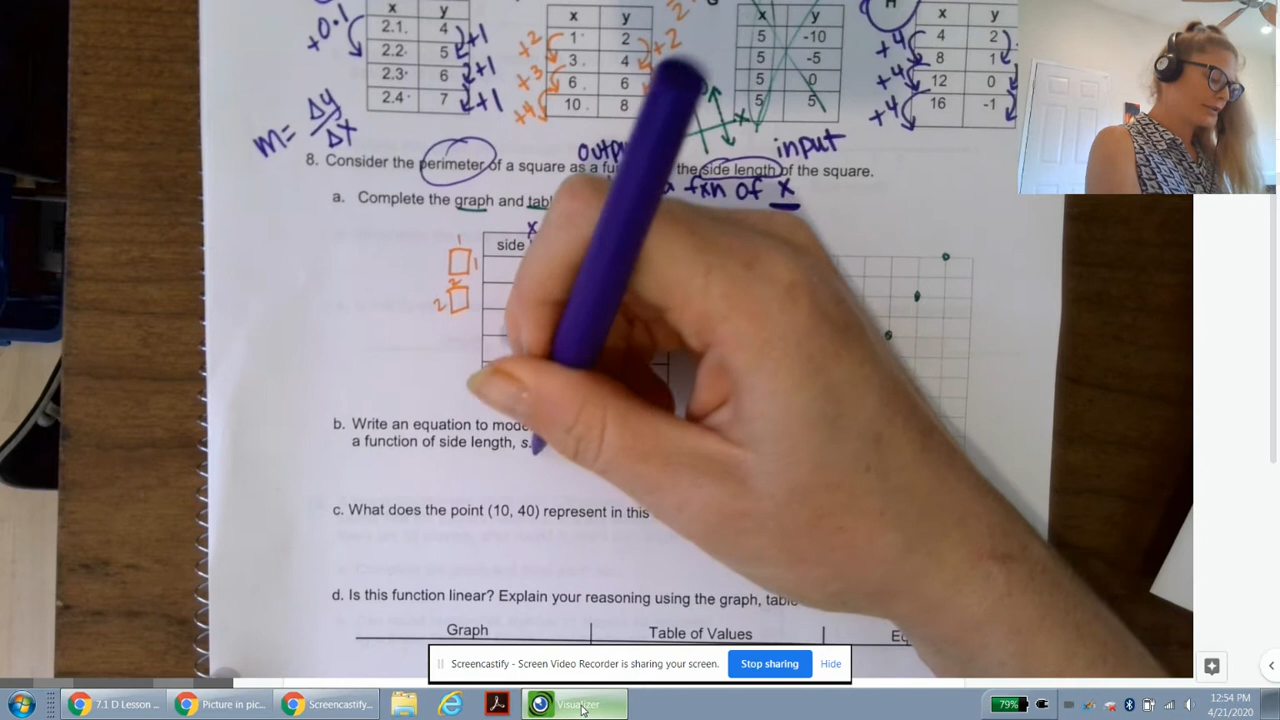 x y
2.1 4
2.2 5
2.3 6
2.4 7
+0.1
+1
+1
+1
m= Δy/Δx
x y
1 2
3 4
6 6
10 8
+2
+3
+4
+2
x y
5 -10
5 -5
5 0
5 5
x
H
x y
4 2
8 1
12 0
16 -1
+4
+4
+4
input
8. Consider the perimeter of a square as a the side length of the square.
fxn of x
a. Complete the graph and
x
side
1
1
2
2
b. Write an equation to
a function of side length, s.
c. What does the point (10, 40) represent in this
d. Is this function linear? Explain your reasoning using the graph,
Graph Table of Values
Screencastify - Screen Video Recorder is sharing your screen. Stop sharing Hide
7.1 D Lesson ... Picture in pic... Screencastify... Visualizer
79% 12:54 PM
4/21/2020